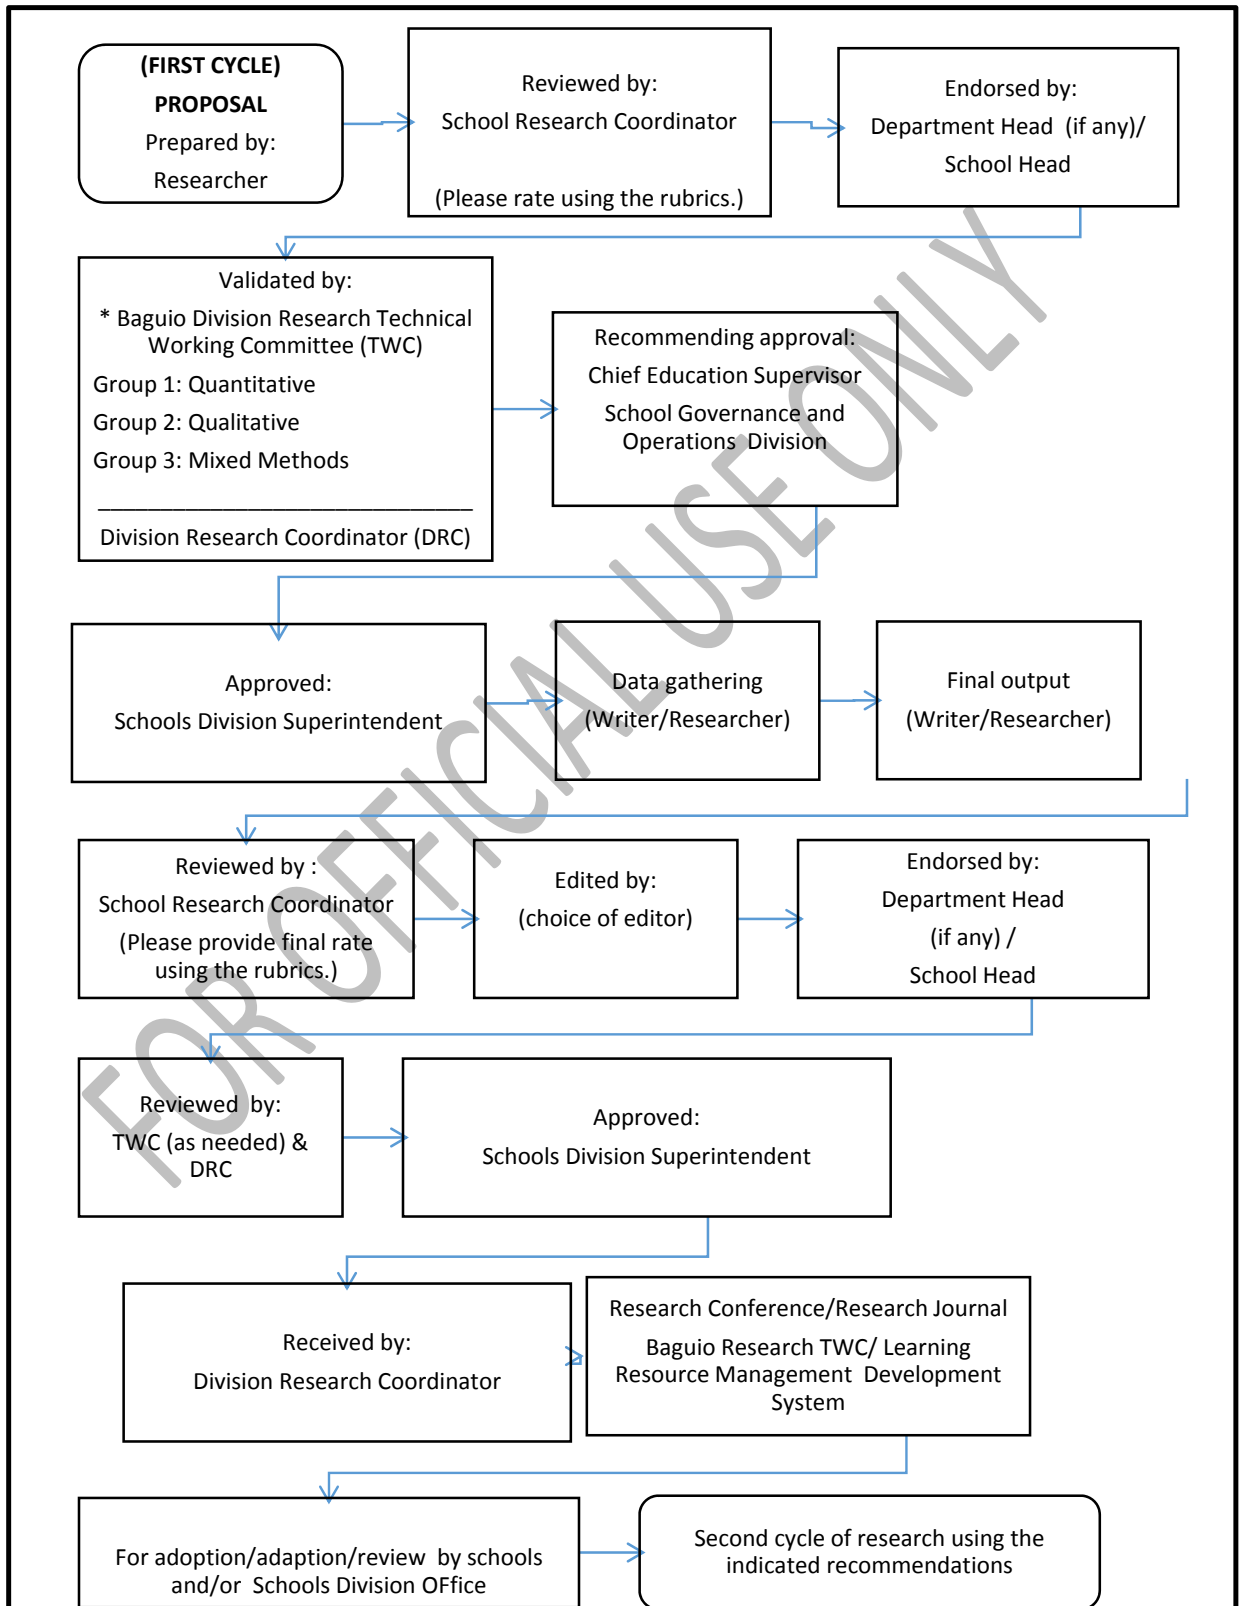 (FIRST CYCLE)
PROPOSAL
Prepared by:
Researcher
Reviewed by:
School Research Coordinator
(Please rate using the rubrics.)
Endorsed by:
Department Head (if any)/
School Head
Validated by:
* Baguio Division Research Technical
Working Committee (TWC)
Group 1: Quantitative
Group 2: Qualitative
Group 3: Mixed Methods
______________________________
Division Research Coordinator (DRC)
Recommending approval:
Chief Education Supervisor
School Governance and
Operations Division
Approved:
Schools Division Superintendent
Data gathering
(Writer/Researcher)
Final output
(Writer/Researcher)
Reviewed by :
School Research Coordinator
(Please provide final rate
using the rubrics.)
Edited by:
(choice of editor)
Endorsed by:
Department Head
(if any) /
School Head
Reviewed by:
TWC (as needed) &
DRC
Approved:
Schools Division Superintendent
Received by:
Division Research Coordinator
Research Conference/Research Journal
Baguio Research TWC/ Learning
Resource Management Development
System
For adoption/adaption/review by schools
and/or Schools Division OFfice
Second cycle of research using the
indicated recommendations
FOR OFFICIAL USE ONLY